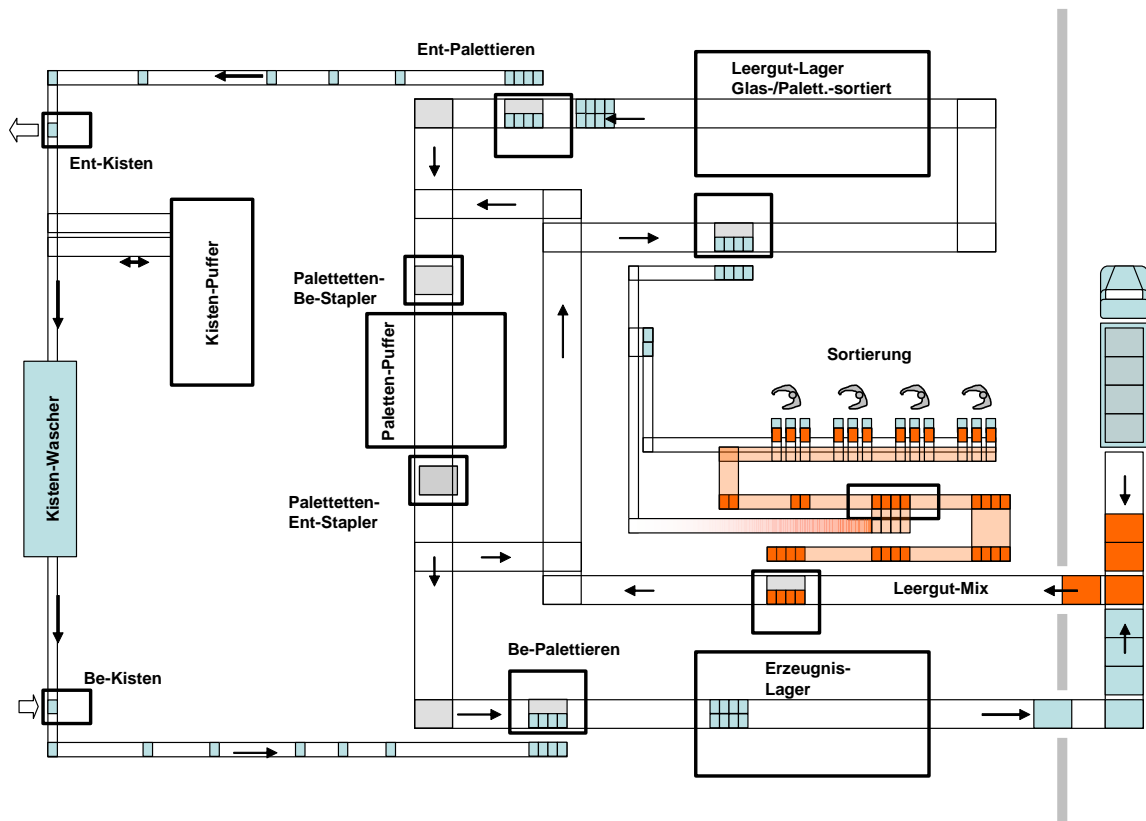 Ent-Palettieren
Leergut-Lager
Glas-/Palett.-sortiert
Ent-Kisten
Kisten-Puffer
Palettetten-
Be-Stapler
Paletten-Puffer
Sortierung
Kisten-Wascher
Palettetten-
Ent-Stapler
Leergut-Mix
Be-Palettieren
Erzeugnis-
Lager
Be-Kisten